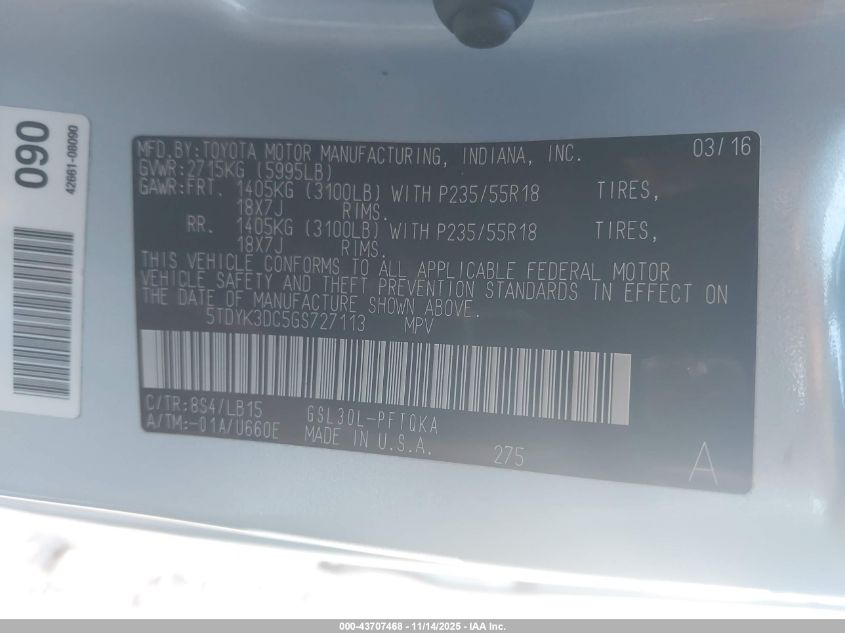 090
42661-08090
MFD.BY:TOYOTA MOTOR MANUFACTURING, INDIANA, INC. 03/16
GVWR:2715KG (5995LB)
GAWR:FRT. 1405KG (3100LB) WITH P235/55R18 TIRES,
18X7J RIMS.
RR. 1405KG (3100LB) WITH P235/55R18 TIRES,
18X7J RIMS.
THIS VEHICLE CONFORMS TO ALL APPLICABLE FEDERAL MOTOR
VEHICLE SAFETY AND THEFT PREVENTION STANDARDS IN EFFECT ON
THE DATE OF MANUFACTURE SHOWN ABOVE.
5TDYK3DC5GS727113 MPV
C/TR:8S4/LB15 GSL30L-PFTQKA
A/TM:-01A/U660E MADE IN U.S.A. 275 A
000-43707468 - 11/14/2025 - IAA Inc.